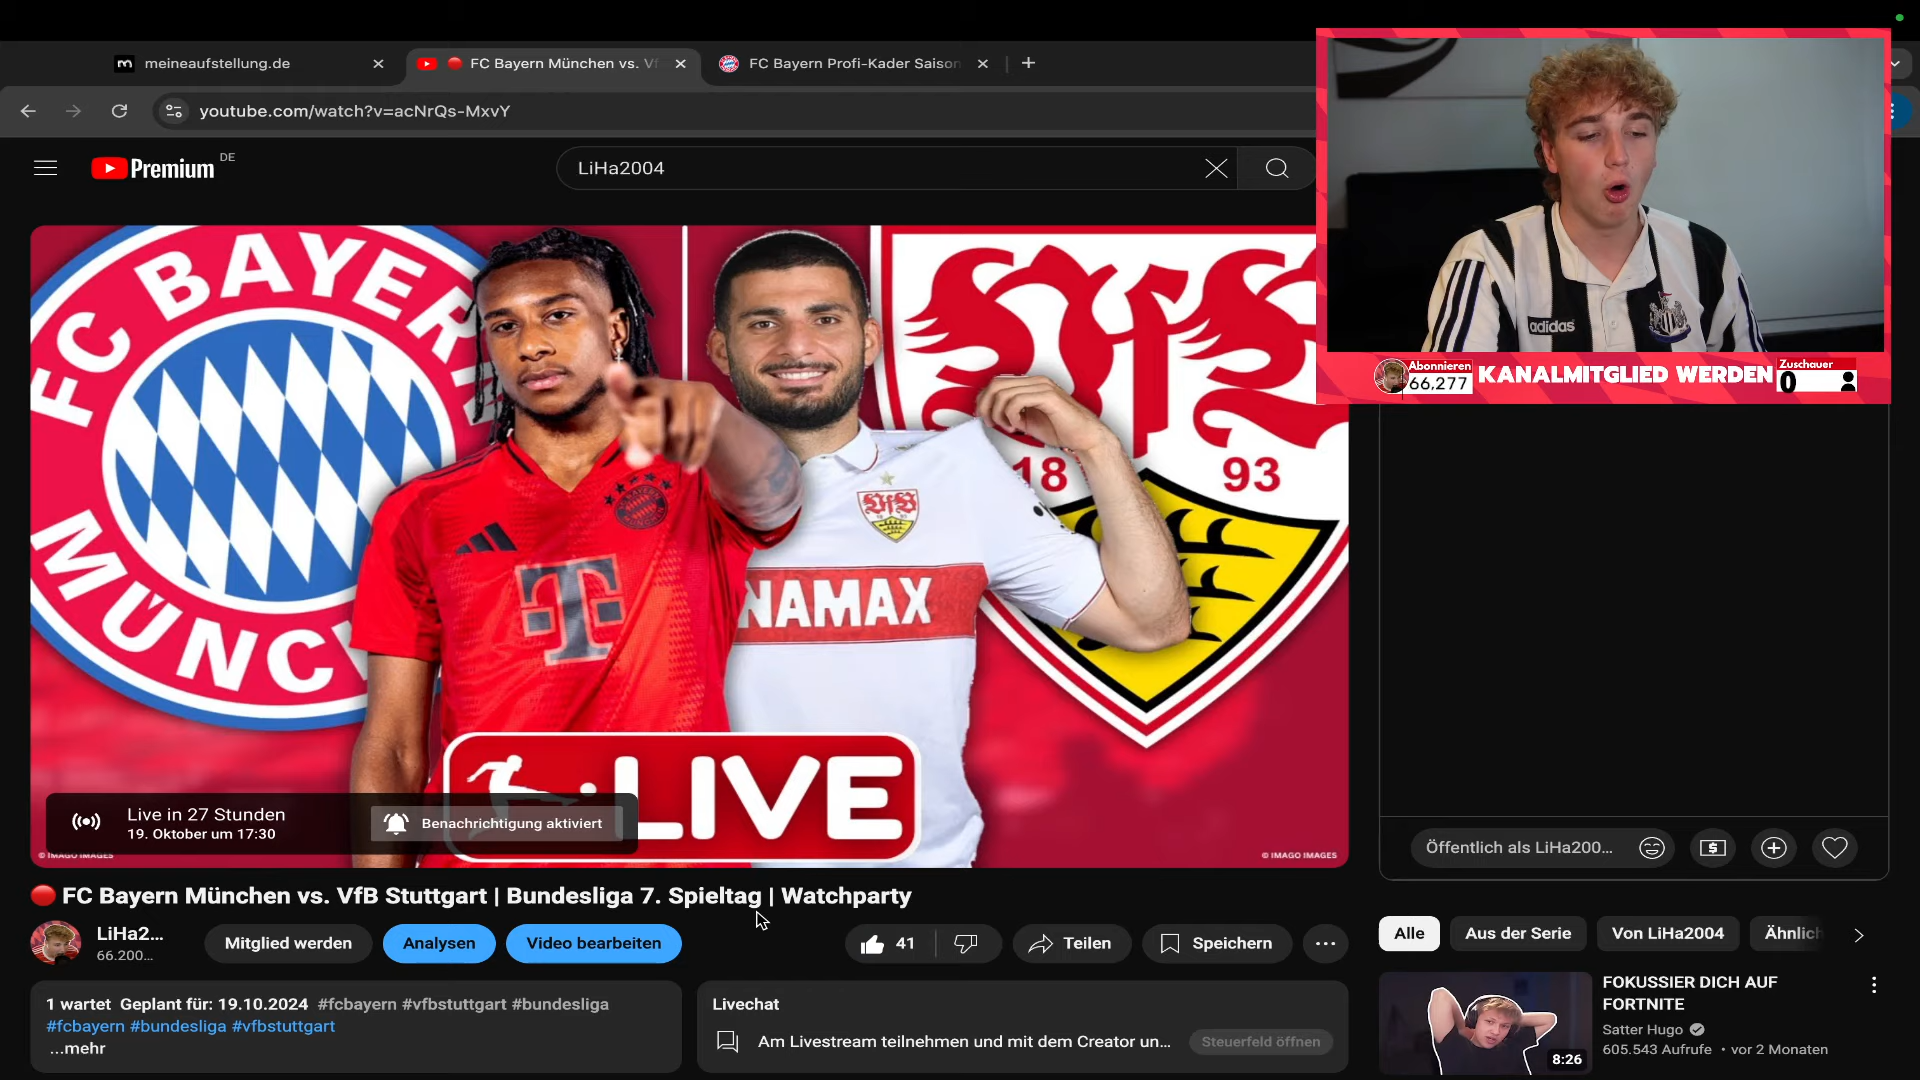 meineaufstellung.de
FC Bayern München vs. Vf
FC Bayern Profi-Kader Saison
youtube.com/watch?v=acNrQs-MxvY
Premium DE
LiHa2004
FC BAYERN
MÜNC
VfB
18 93
VfB
NAMAX
T
LIVE
Live in 27 Stunden
19. Oktober um 17:30
Benachrichtigung aktiviert
© IMAGO IMAGES
© IMAGO IMAGES
adidas
Abonnieren
66,277
KANALMITGLIED WERDEN
Zuschauer
0
FC Bayern München vs. VfB Stuttgart | Bundesliga 7. Spieltag | Watchparty
LiHa2...
66.200...
Mitglied werden
Analysen
Video bearbeiten
41
Teilen
Speichern
1 wartet Geplant für: 19.10.2024 #fcbayern #vfbstuttgart #bundesliga
#fcbayern #bundesliga #vfbstuttgart
...mehr
Livechat
Am Livestream teilnehmen und mit dem Creator un...
Steuerfeld öffnen
Öffentlich als LiHa200...
Alle
Aus der Serie
Von LiHa2004
Ähnlich
8:26
FOKUSSIER DICH AUF
FORTNITE
Satter Hugo
605.543 Aufrufe • vor 2 Monaten